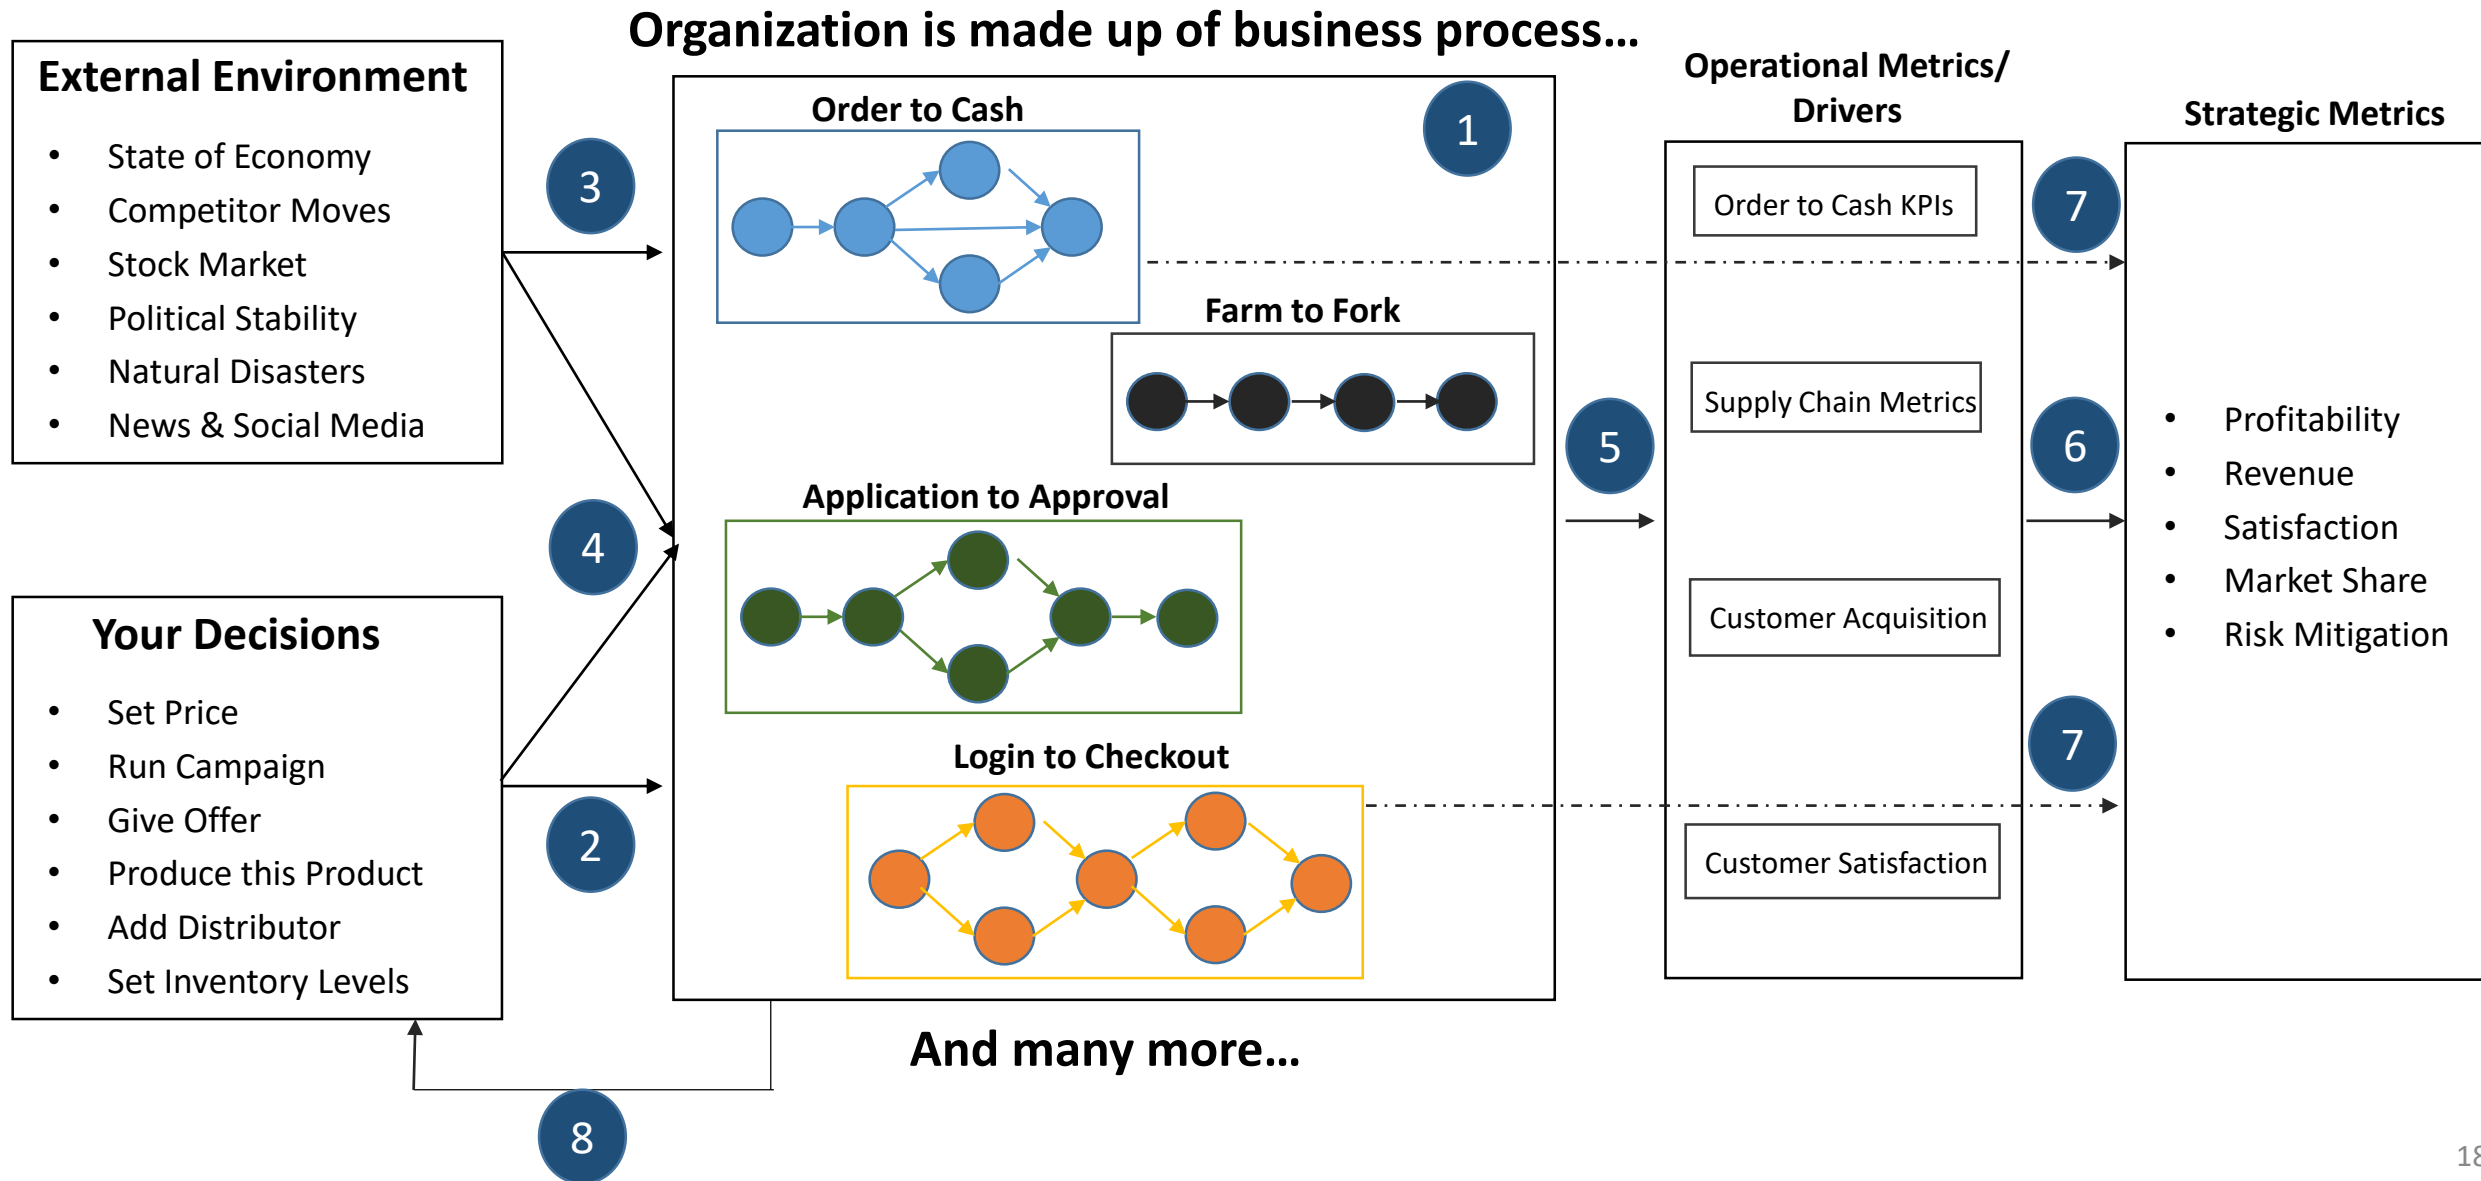 Organization is made up of business process...
External Environment
• State of Economy
• Competitor Moves
• Stock Market
• Political Stability
• Natural Disasters
• News & Social Media
3
4
Your Decisions
• Set Price
• Run Campaign
• Give Offer
• Produce this Product
• Add Distributor
• Set Inventory Levels
2
8
1
Order to Cash
Farm to Fork
Application to Approval
Login to Checkout
And many more...
5
Operational Metrics/
Drivers
Order to Cash KPIs
Supply Chain Metrics
Customer Acquisition
Customer Satisfaction
7
6
7
Strategic Metrics
• Profitability
• Revenue
• Satisfaction
• Market Share
• Risk Mitigation
18